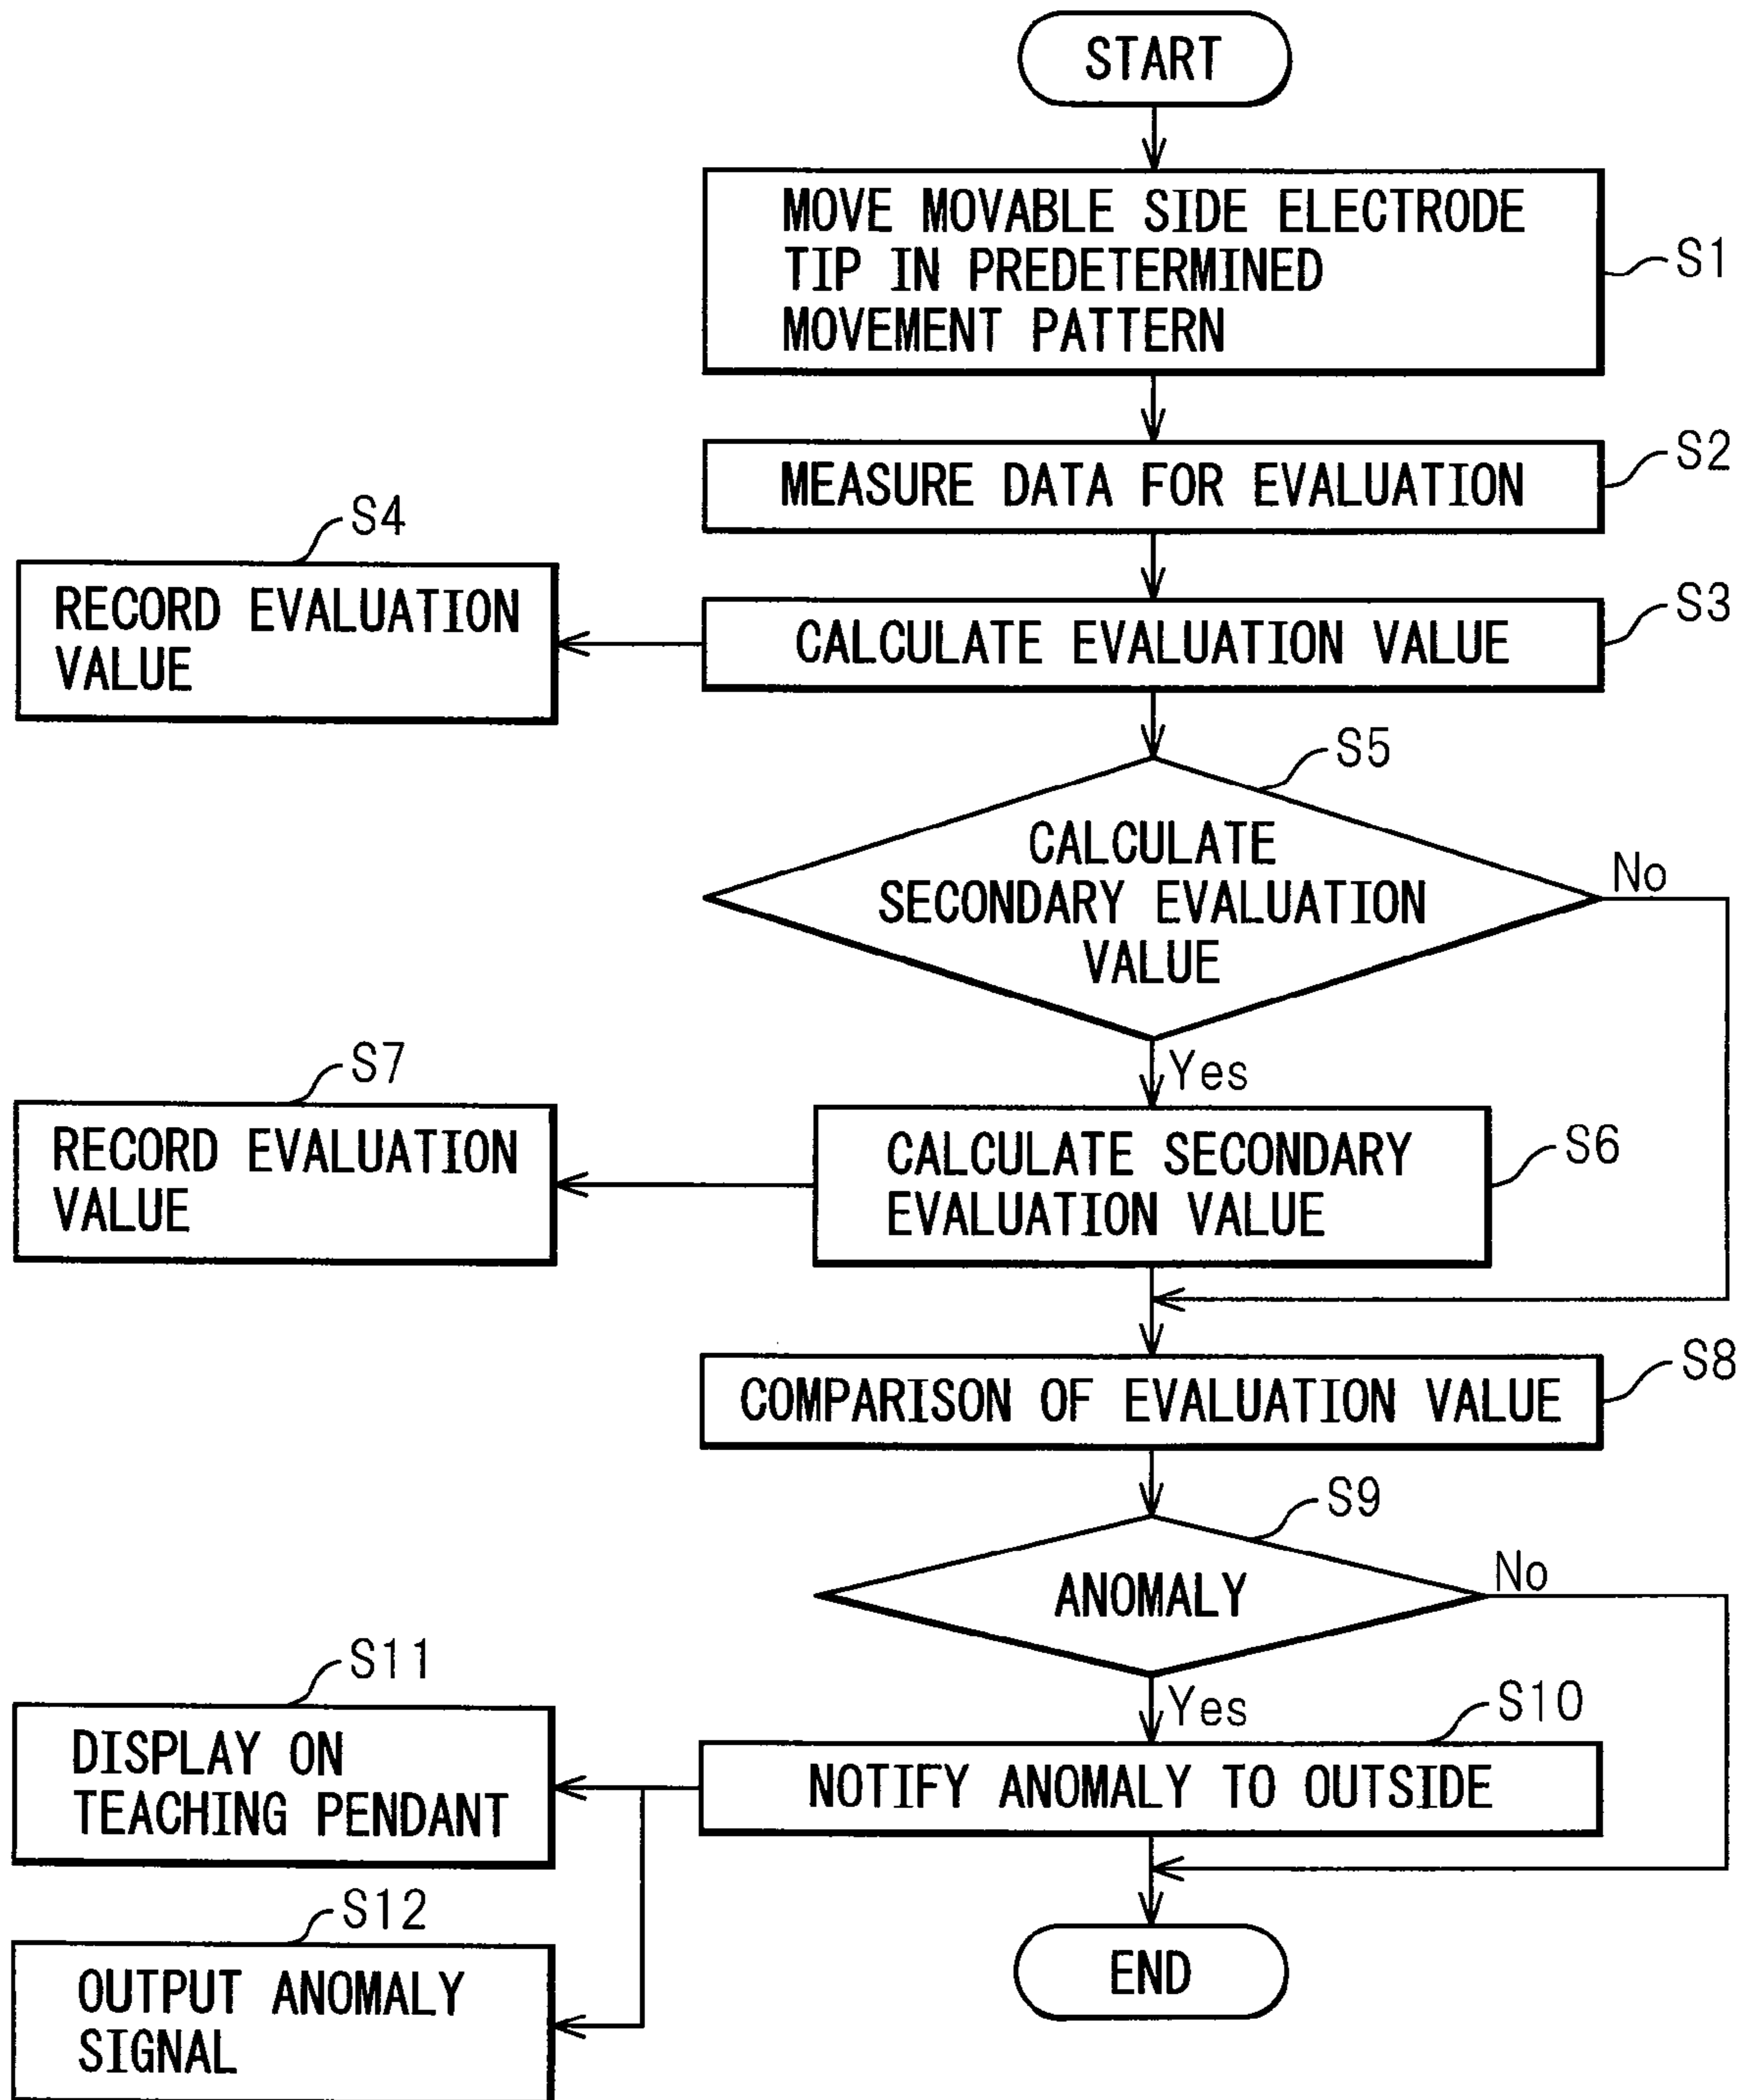 START
MOVE MOVABLE SIDE ELECTRODE
TIP IN PREDETERMINED
MOVEMENT PATTERN
S1
MEASURE DATA FOR EVALUATION
S2
S4
RECORD EVALUATION
VALUE
CALCULATE EVALUATION VALUE
S3
S5
CALCULATE
SECONDARY EVALUATION
VALUE
No
Yes
S7
RECORD EVALUATION
VALUE
CALCULATE SECONDARY
EVALUATION VALUE
S6
COMPARISON OF EVALUATION VALUE
S8
S9
ANOMALY
No
Yes
S11
DISPLAY ON
TEACHING PENDANT
S10
NOTIFY ANOMALY TO OUTSIDE
S12
OUTPUT ANOMALY
SIGNAL
END